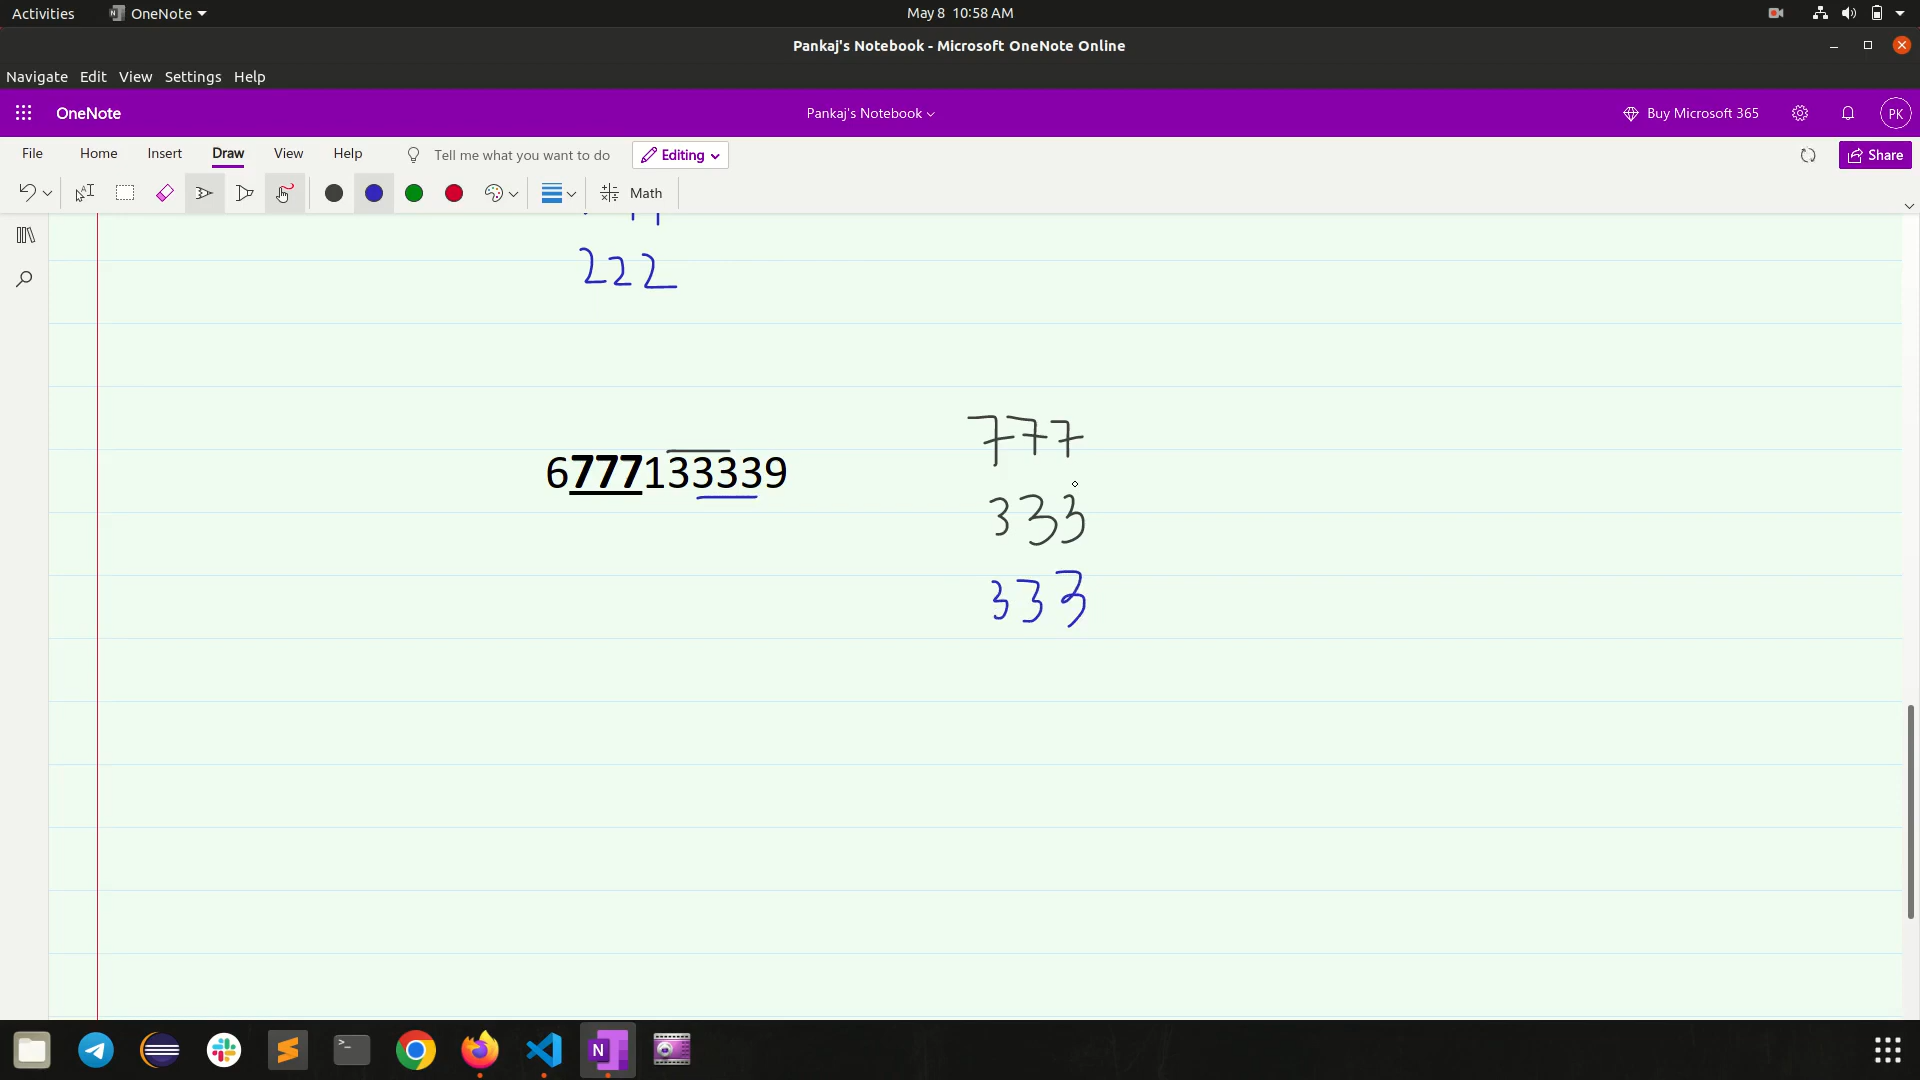 Activities OneNote May 8 10:58 AM
Pankaj's Notebook - Microsoft OneNote Online
Navigate Edit View Settings Help
OneNote Pankaj's Notebook Buy Microsoft 365 PK
File Home Insert Draw View Help Tell me what you want to do Editing Share
Math
222
777
6777133339
333
333